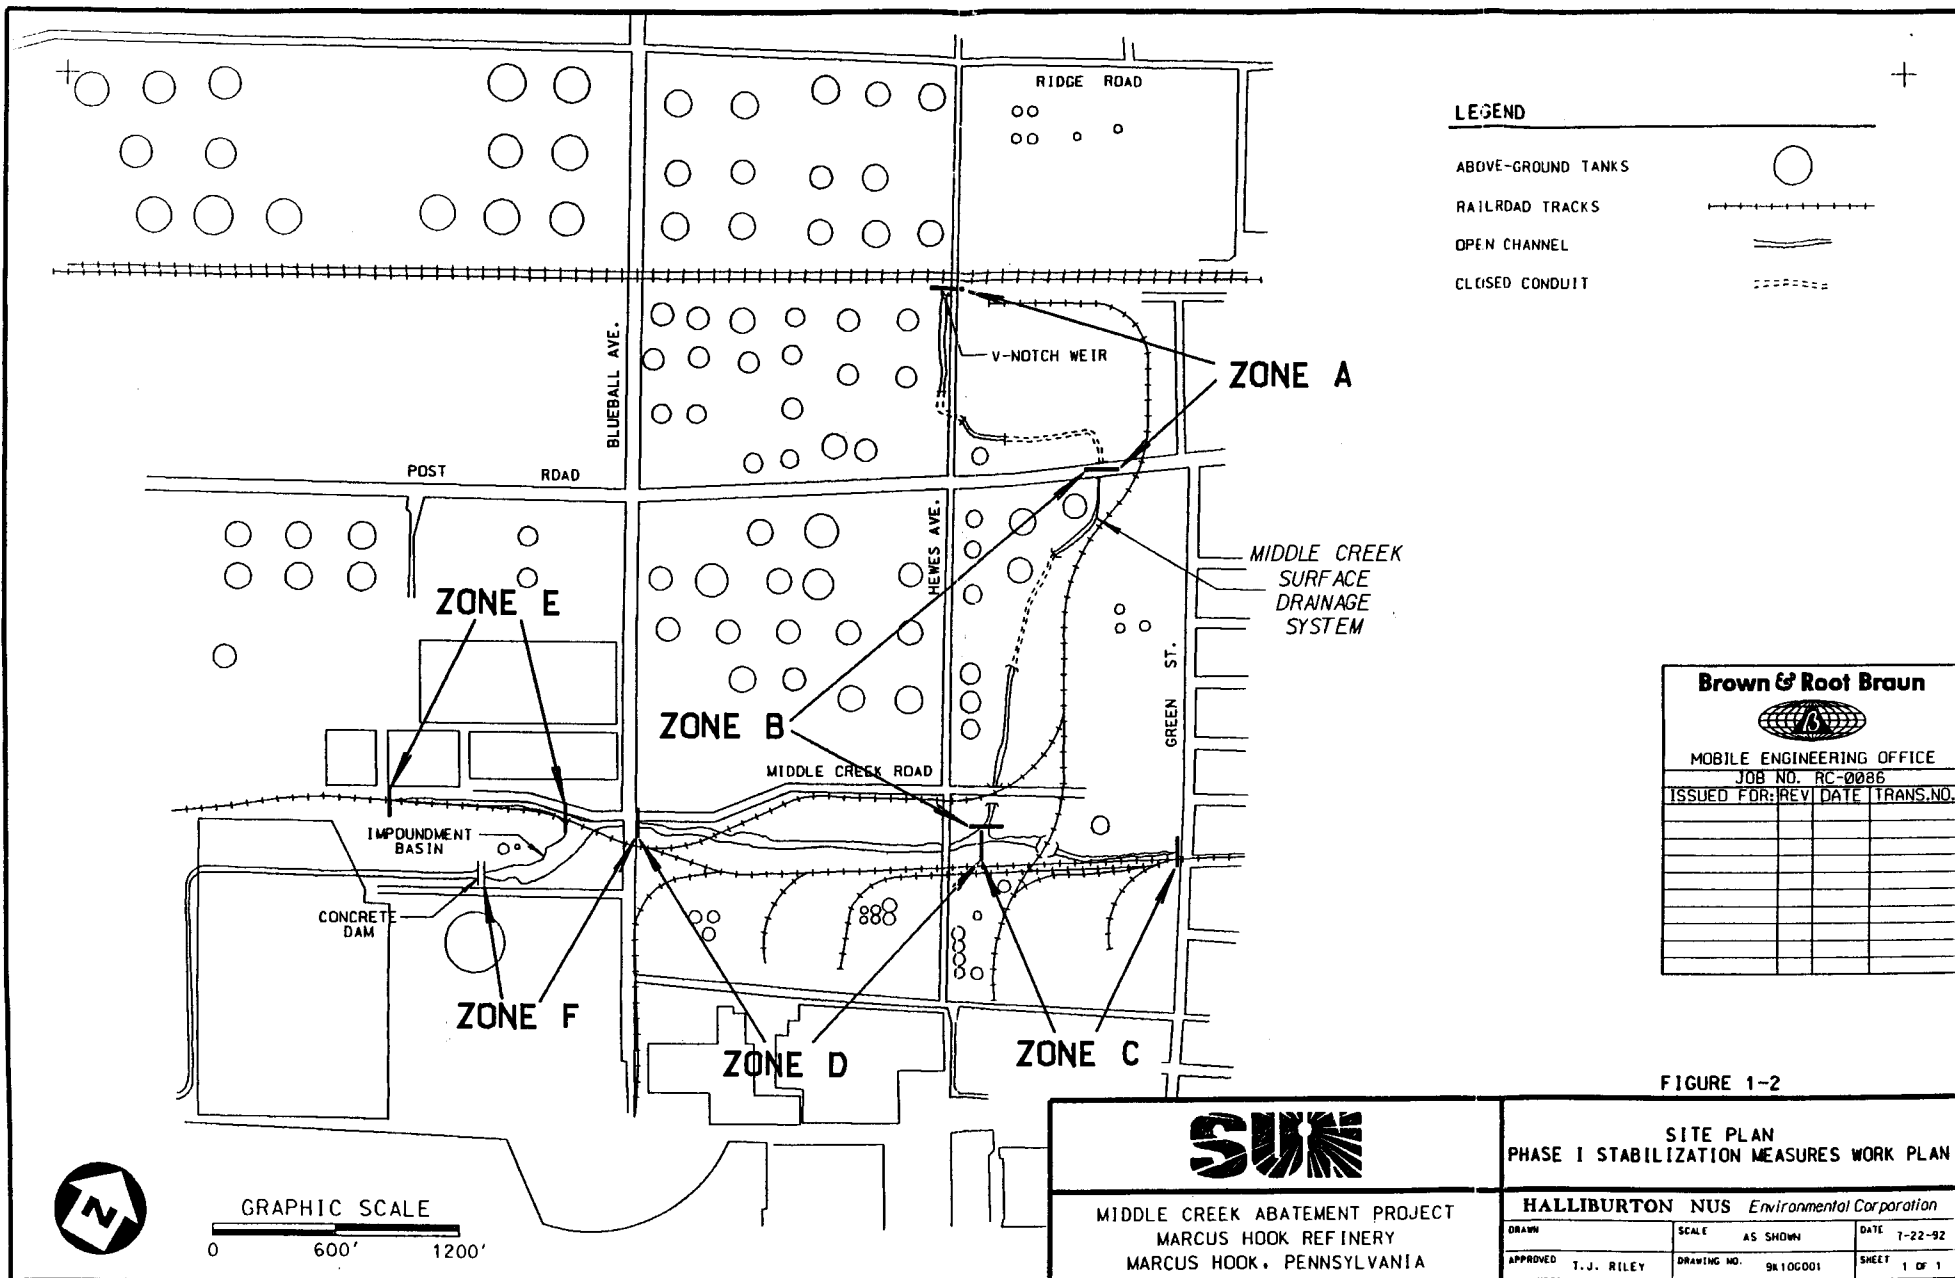 RIDGE ROAD
LEGEND
ABOVE-GROUND TANKS
RAILROAD TRACKS
OPEN CHANNEL
CLOSED CONDUIT
BLUEBALL AVE.
V-NOTCH WEIR
ZONE A
POST ROAD
HEWES AVE.
MIDDLE CREEK
SURFACE
DRAINAGE
SYSTEM
ZONE E
GREEN ST.
ZONE B
MIDDLE CREEK ROAD
IMPOUNDMENT
BASIN
CONCRETE
DAM
ZONE F
ZONE D
ZONE C
Brown & Root Braun
MOBILE ENGINEERING OFFICE
JOB NO. RC-0086
ISSUED FOR: REV DATE TRANS.NO.
FIGURE 1-2
N
GRAPHIC SCALE
0 600' 1200'
SUN
MIDDLE CREEK ABATEMENT PROJECT
MARCUS HOOK REFINERY
MARCUS HOOK, PENNSYLVANIA
SITE PLAN
PHASE I STABILIZATION MEASURES WORK PLAN
HALLIBURTON NUS Environmental Corporation
DRAWN
SCALE AS SHOWN
DATE 7-22-92
APPROVED T.J. RILEY
DRAWING NO. 9K10G001
SHEET 1 OF 1